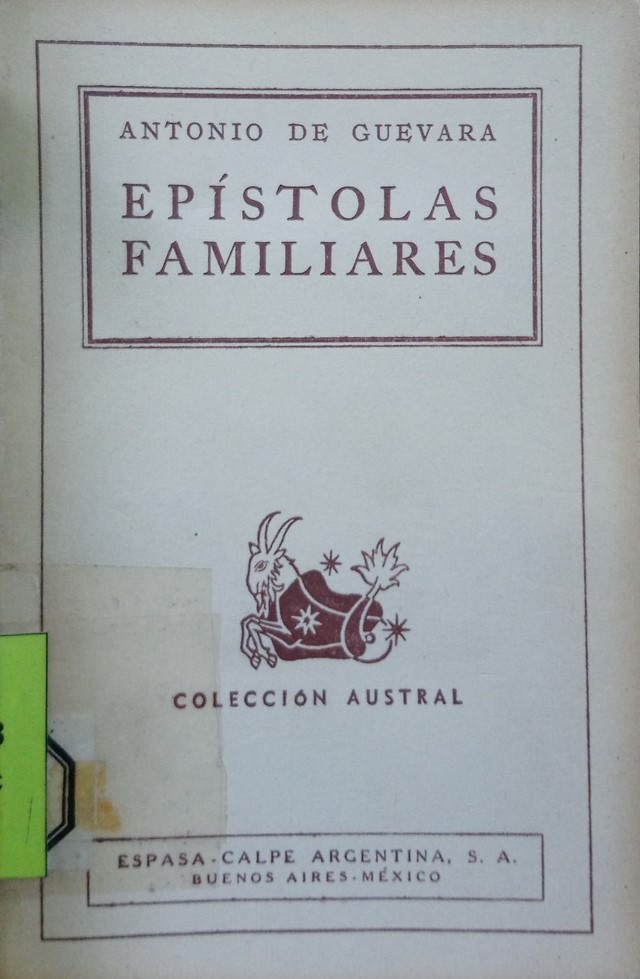 ANTONIO DE GUEVARA
EPÍSTOLAS
FAMILIARES
COLECCIÓN AUSTRAL
ESPASA-CALPE ARGENTINA, S. A.
BUENOS AIRES-MÉXICO